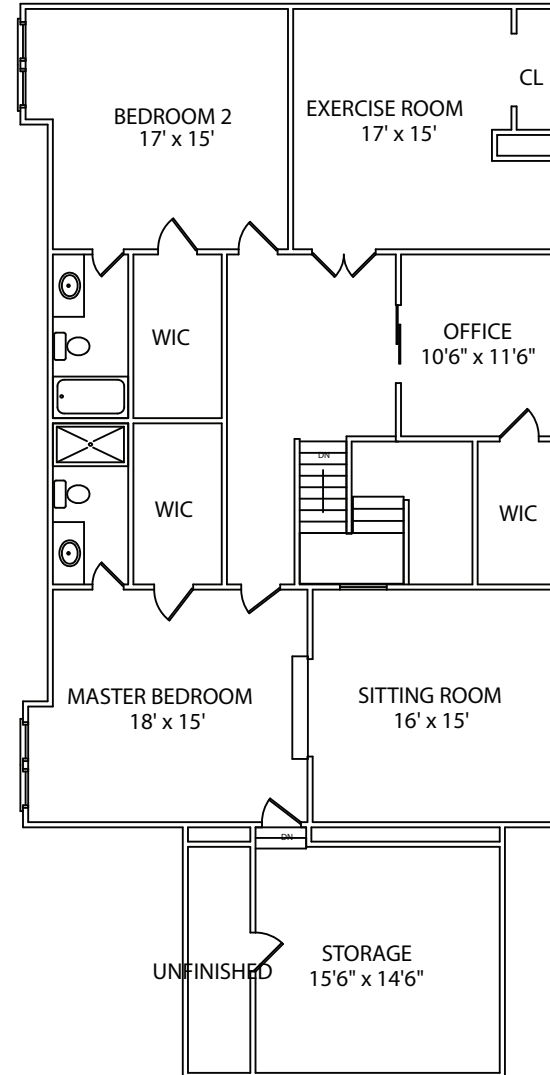 BEDROOM 2
17' x 15'
EXERCISE ROOM
17' x 15'
CL
WIC
OFFICE
10'6" x 11'6"
DN
WIC
WIC
MASTER BEDROOM
18' x 15'
SITTING ROOM
16' x 15'
DN
UNFINISHED
STORAGE
15'6" x 14'6"